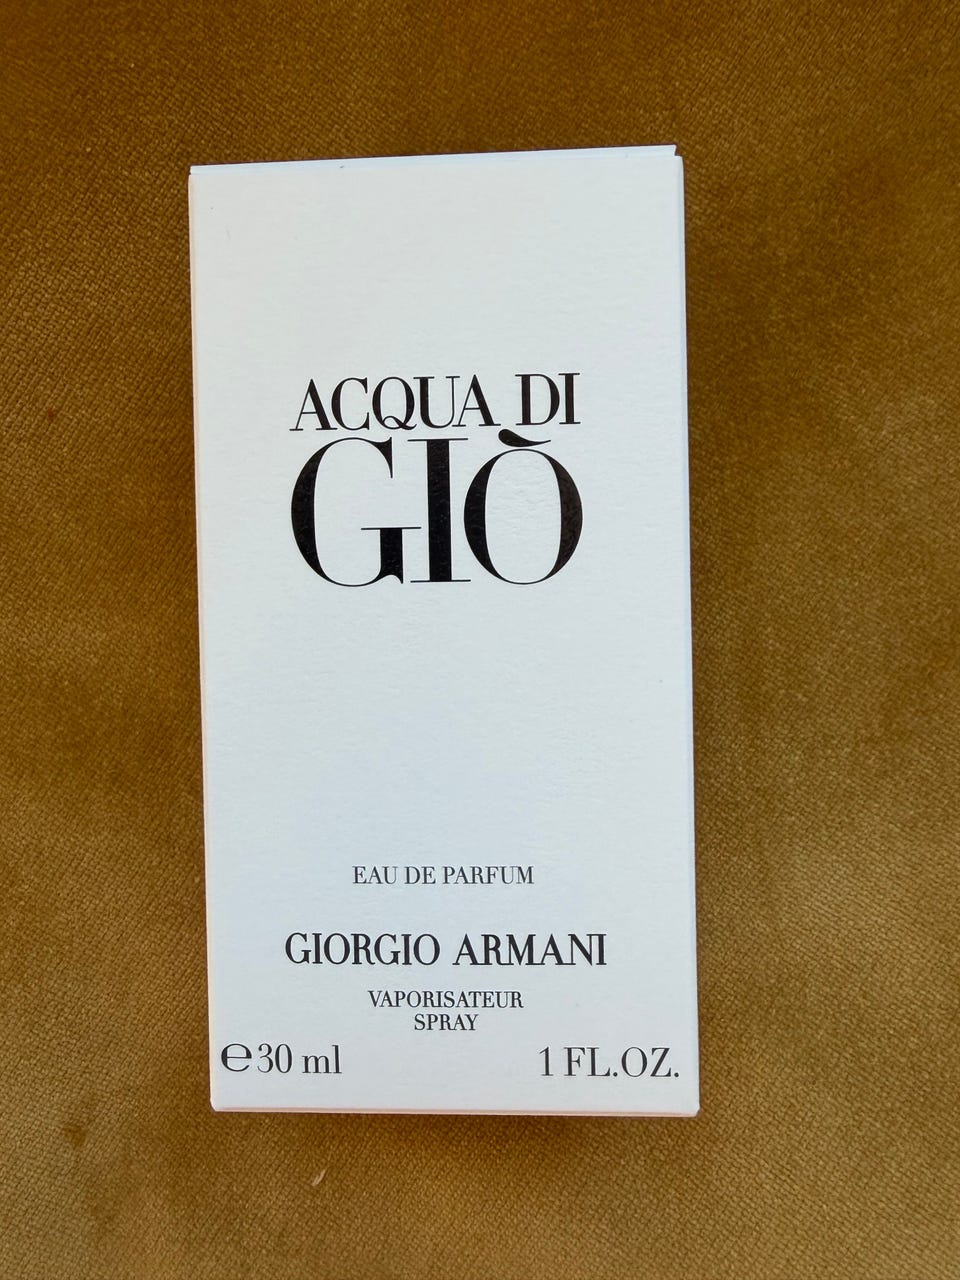 ACQUA DI
GIÒ
EAU DE PARFUM
GIORGIO ARMANI
VAPORISATEUR
SPRAY
℮30 ml 1 FL.OZ.